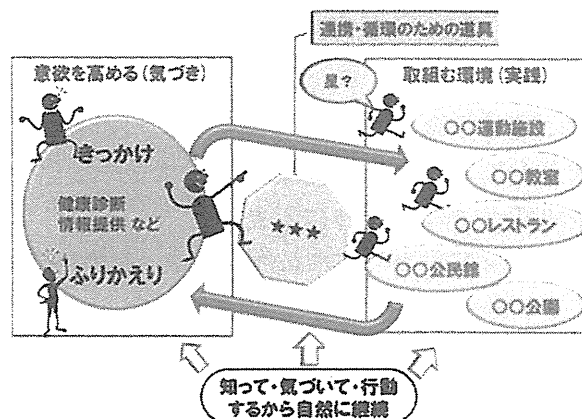 連携・循環のための道具
意欲を高める(気づき)
取組む環境(実践)
星?
きっかけ
健康診断
情報提供 など
ふりかえり
★★★
○○運動施設
○○教室
○○レストラン
○○公民館
○○公園
知って・気づいて・行動
するから自然に継続